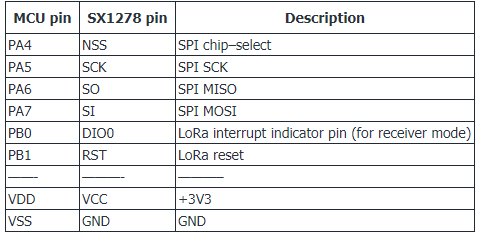 MCU pin SX1278 pin Description
PA4 NSS SPI chip–select
PA5 SCK SPI SCK
PA6 SO SPI MISO
PA7 SI SPI MOSI
PB0 DIO0 LoRa interrupt indicator pin (for receiver mode)
PB1 RST LoRa reset
——- ———- ————
VDD VCC +3V3
VSS GND GND